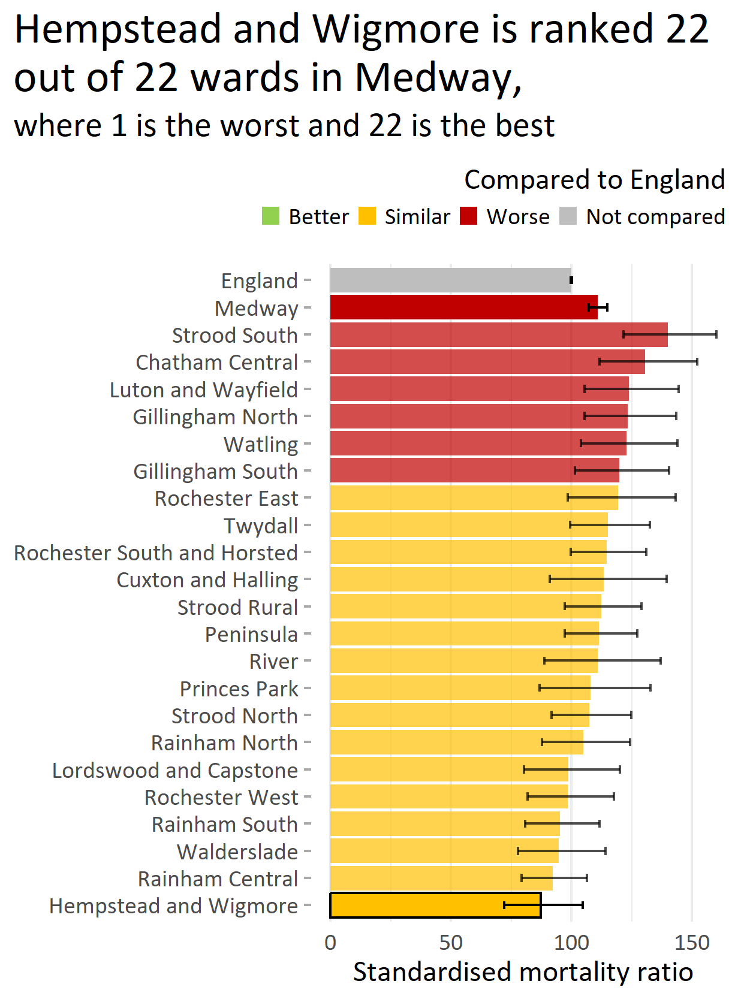 Hempstead and Wigmore is ranked 22
out of 22 wards in Medway,
where 1 is the worst and 22 is the best
Compared to England
Better Similar Worse Not compared
England
Medway
Strood South
Chatham Central
Luton and Wayfield
Gillingham North
Watling
Gillingham South
Rochester East
Twydall
Rochester South and Horsted
Cuxton and Halling
Strood Rural
Peninsula
River
Princes Park
Strood North
Rainham North
Lordswood and Capstone
Rochester West
Rainham South
Walderslade
Rainham Central
Hempstead and Wigmore
0 50 100 150
Standardised mortality ratio